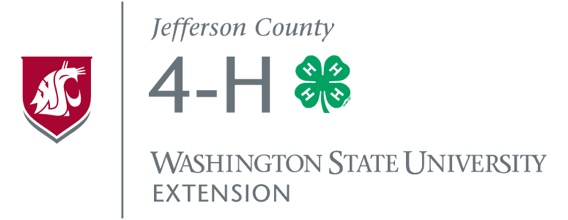 Jefferson County
4-H
H H
H H
WASHINGTON STATE UNIVERSITY
EXTENSION